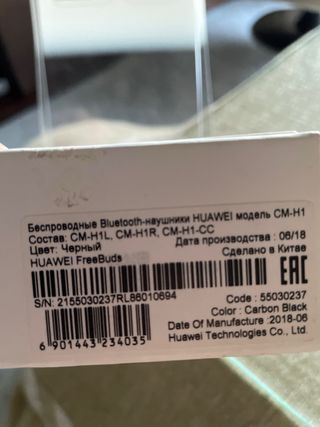 Беспроводные Bluetooth-наушники HUAWEI модель CM-H1
Состав: CM-H1L, CM-H1R, CM-H1-CC
Цвет: Черный Дата производства : 06/18
HUAWEI FreeBuds Сделано в Китае
EAC
S/N: 2155030237RL86010694
Code : 55030237
Color : Carbon Black
Date Of Manufacture : 2018-06
Huawei Technologies Co., Ltd.
6 901443 234035